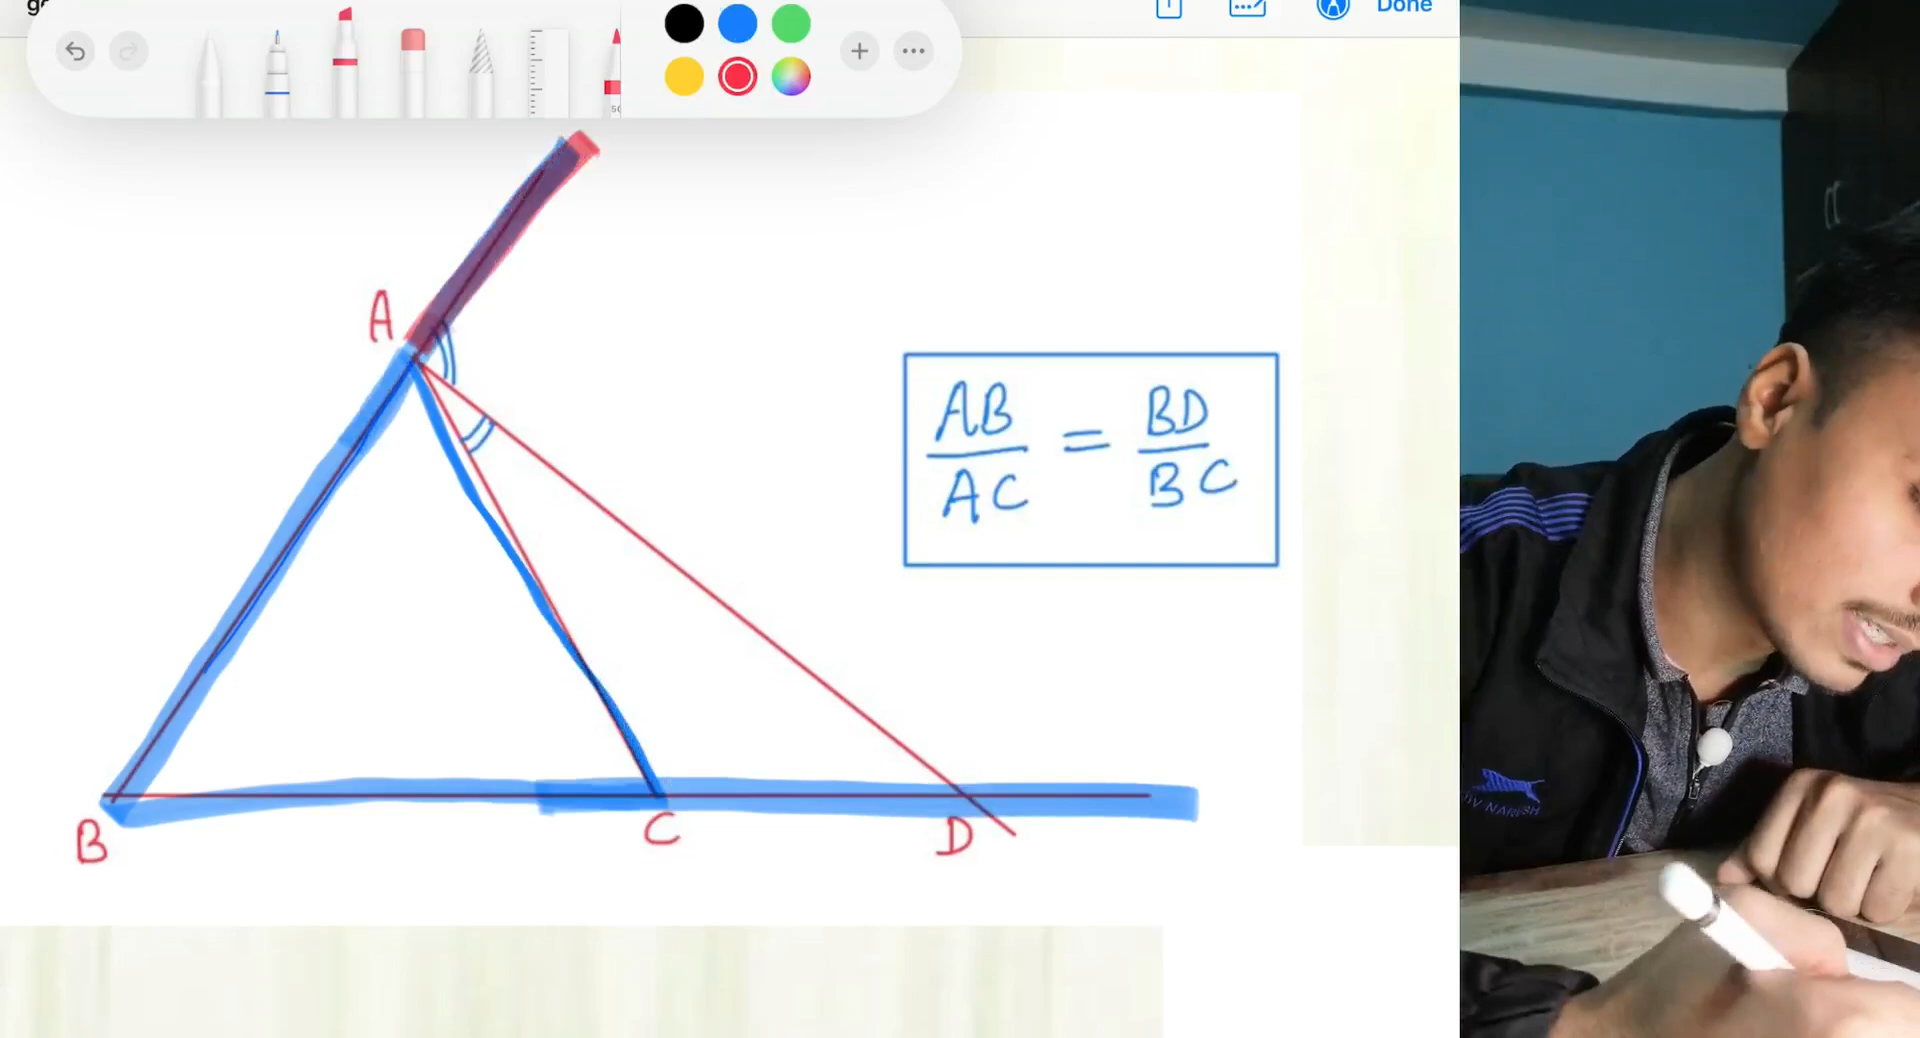 Done
A
AB = BD
AC BC
B C D